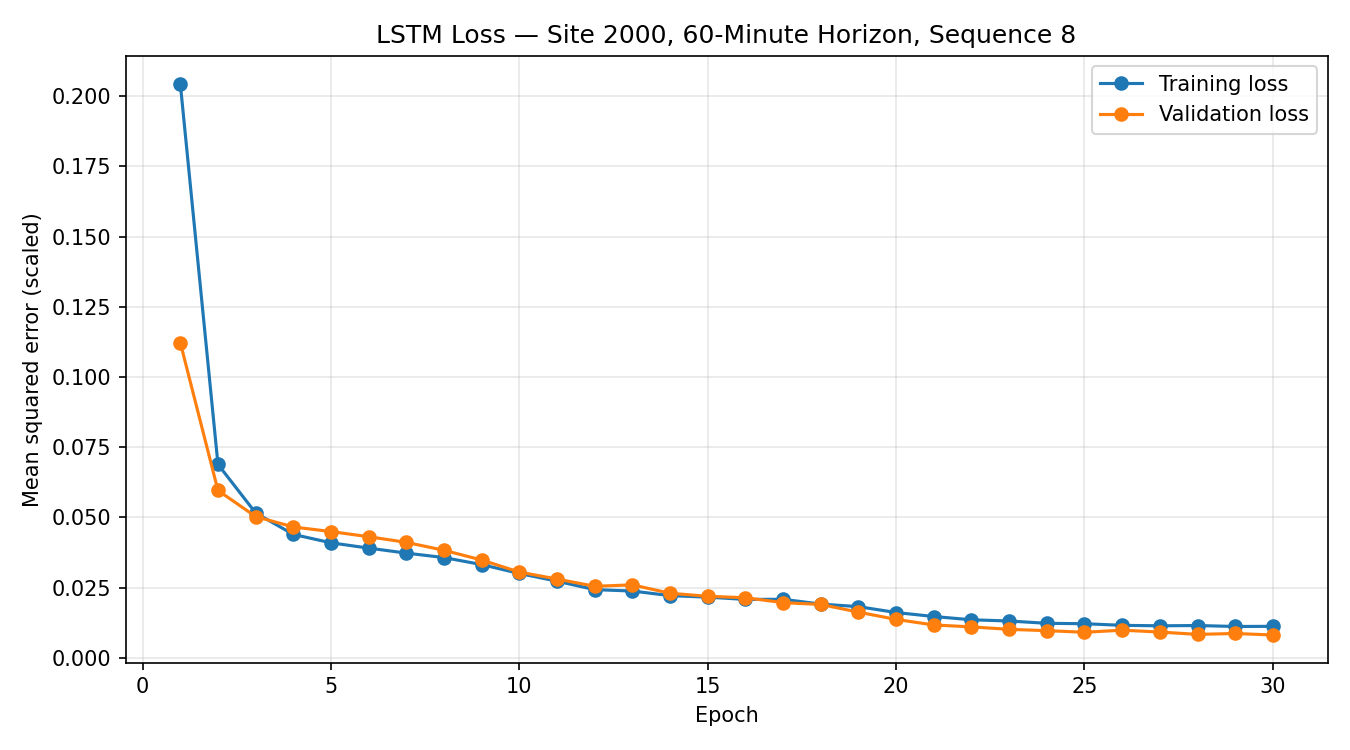 LSTM Loss — Site 2000, 60-Minute Horizon, Sequence 8
Training loss
Validation loss
Mean squared error (scaled)
0.200
0.175
0.150
0.125
0.100
0.075
0.050
0.025
0.000
0 5 10 15 20 25 30
Epoch